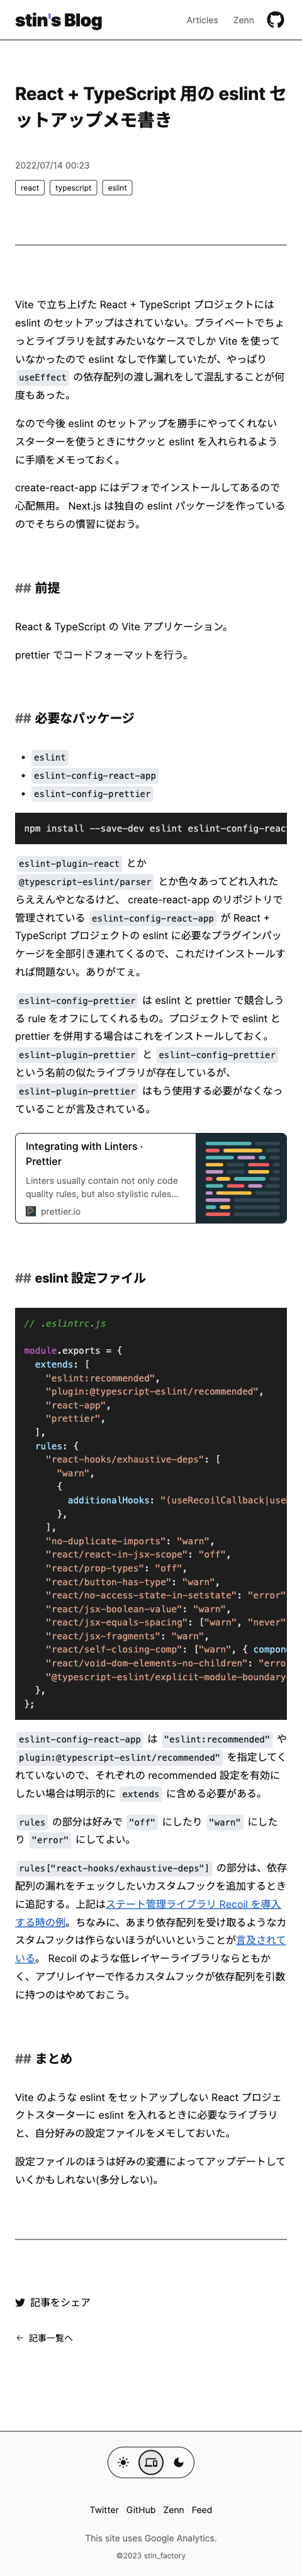 stin's Blog
Articles
Zenn
React + TypeScript 用の eslint セ
ットアップメモ書き
2022/07/14 00:23
react
typescript
eslint
Vite で立ち上げた React + TypeScript プロジェクトには
eslint のセットアップはされていない。プライベートでちょ
っとライブラリを試すみたいなケースでしか Vite を使って
いなかったので eslint なしで作業していたが、やっぱり
useEffect の依存配列の渡し漏れをして混乱することが何
度もあった。
なので今後 eslint のセットアップを勝手にやってくれない
スターターを使うときにサクッと eslint を入れられるよう
に手順をメモっておく。
create-react-app にはデフォでインストールしてあるので
心配無用。 Next.js は独自の eslint パッケージを作っている
のでそちらの慣習に従おう。
## 前提
React & TypeScript の Vite アプリケーション。
prettier でコードフォーマットを行う。
## 必要なパッケージ
• eslint
• eslint-config-react-app
• eslint-config-prettier
npm install --save-dev eslint eslint-config-reac
eslint-plugin-react とか
@typescript-eslint/parser とか色々あってどれ入れた
らええんやとなるけど、 create-react-app のリポジトリで
管理されている eslint-config-react-app が React +
TypeScript プロジェクトの eslint に必要なプラグインパッ
ケージを全部引き連れてくるので、これだけインストールす
れば問題ない。ありがてぇ。
eslint-config-prettier は eslint と prettier で競合しう
る rule をオフにしてくれるもの。プロジェクトで eslint と
prettier を併用する場合はこれをインストールしておく。
eslint-plugin-prettier と eslint-config-prettier
という名前の似たライブラリが存在しているが、
eslint-plugin-prettier はもう使用する必要がなくなっ
ていることが言及されている。
Integrating with Linters ·
Prettier
Linters usually contain not only code
quality rules, but also stylistic rules...
prettier.io
## eslint 設定ファイル
// .eslintrc.js
module.exports = {
extends: [
"eslint:recommended",
"plugin:@typescript-eslint/recommended",
"react-app",
"prettier",
],
rules: {
"react-hooks/exhaustive-deps": [
"warn",
{
additionalHooks: "(useRecoilCallback|use
},
],
"no-duplicate-imports": "warn",
"react/react-in-jsx-scope": "off",
"react/prop-types": "off",
"react/button-has-type": "warn",
"react/no-access-state-in-setstate": "error"
"react/jsx-boolean-value": "warn",
"react/jsx-equals-spacing": ["warn", "never"
"react/jsx-fragments": "warn",
"react/self-closing-comp": ["warn", { compon
"react/void-dom-elements-no-children": "erro
"@typescript-eslint/explicit-module-boundary
},
};
eslint-config-react-app は "eslint:recommended" や
plugin:@typescript-eslint/recommended" を指定してく
れていないので、それぞれの recommended 設定を有効に
したい場合は明示的に extends に含める必要がある。
rules の部分は好みで "off" にしたり "warn" にした
り "error" にしてよい。
rules["react-hooks/exhaustive-deps"] の部分は、依存
配列の漏れをチェックしたいカスタムフックを追加するとき
に追記する。上記はステート管理ライブラリ Recoil を導入
する時の例。ちなみに、あまり依存配列を受け取るようなカ
スタムフックは作らないほうがいいということが言及されて
いる。 Recoil のような低レイヤーライブラリならともか
く、アプリレイヤーで作るカスタムフックが依存配列を引数
に持つのはやめておこう。
## まとめ
Vite のような eslint をセットアップしない React プロジェ
クトスターターに eslint を入れるときに必要なライブラリ
と、自分好みの設定ファイルをメモしておいた。
設定ファイルのほうは好みの変遷によってアップデートして
いくかもしれない(多分しない)。
記事をシェア
← 記事一覧へ
Twitter
GitHub
Zenn
Feed
This site uses Google Analytics.
©2023 stin_factory